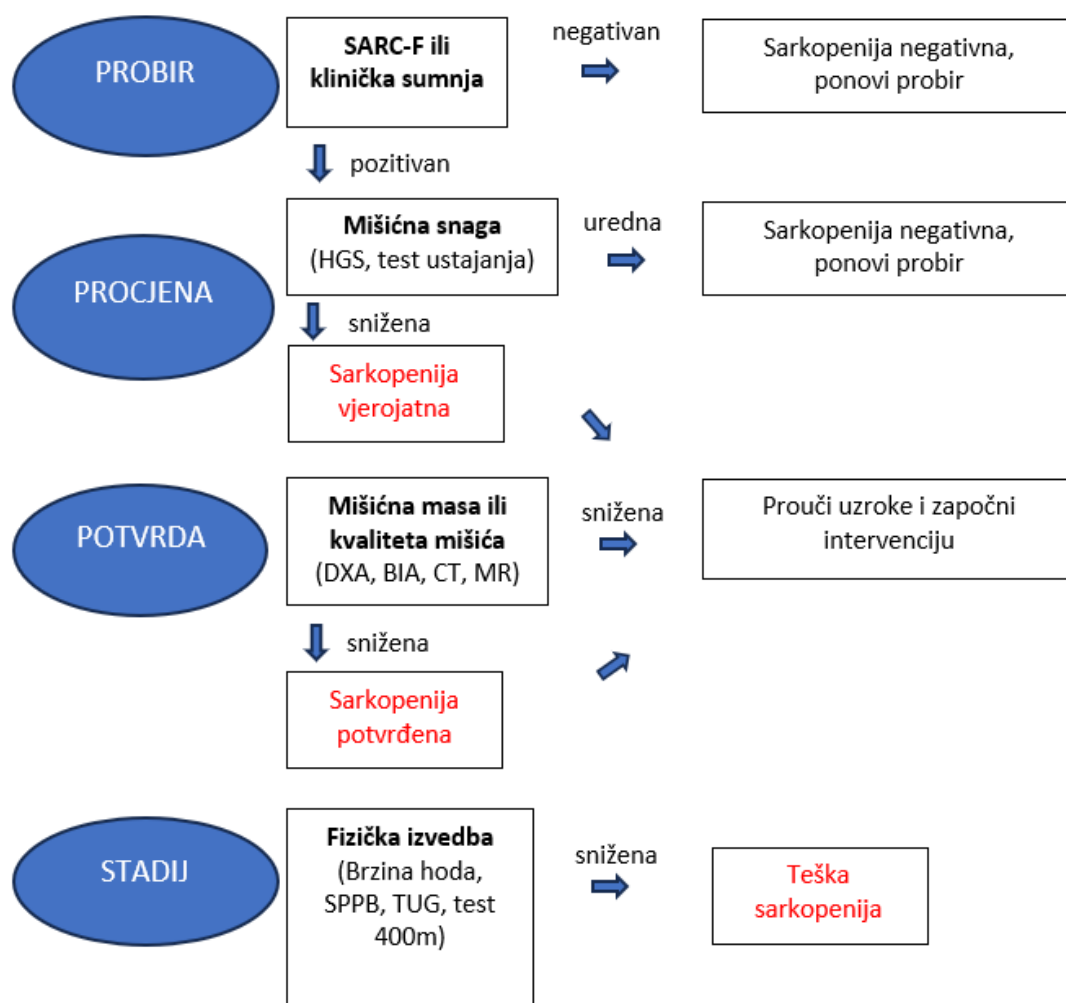 PROBIR
SARC-F ili
klinička sumnja
negativan
Sarkopenija negativna,
ponovi probir
pozitivan
PROCJENA
Mišićna snaga
(HGS, test ustajanja)
uredna
Sarkopenija negativna,
ponovi probir
snižena
Sarkopenija
vjerojatna
POTVRDA
Mišićna masa ili
kvaliteta mišića
(DXA, BIA, CT, MR)
snižena
Prouči uzroke i započni
intervenciju
snižena
Sarkopenija
potvrđena
STADIJ
Fizička izvedba
(Brzina hoda,
SPPB, TUG, test
400m)
snižena
Teška
sarkopenija